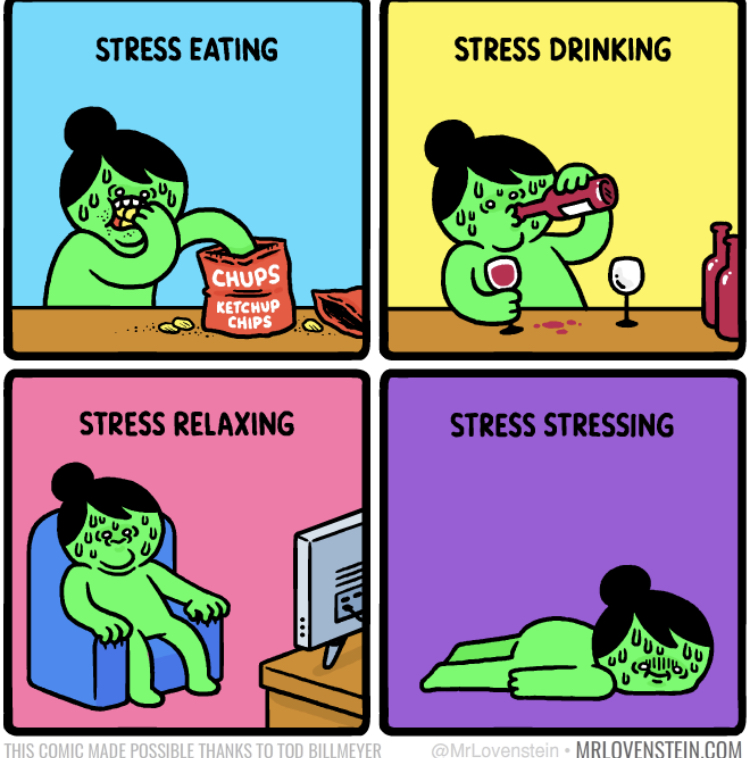 STRESS EATING
CHUPS
KETCHUP
CHIPS
STRESS DRINKING
STRESS RELAXING
STRESS STRESSING
THIS COMIC MADE POSSIBLE THANKS TO TOD BILLMEYER
@MrLovenstein • MRLOVENSTEIN.COM